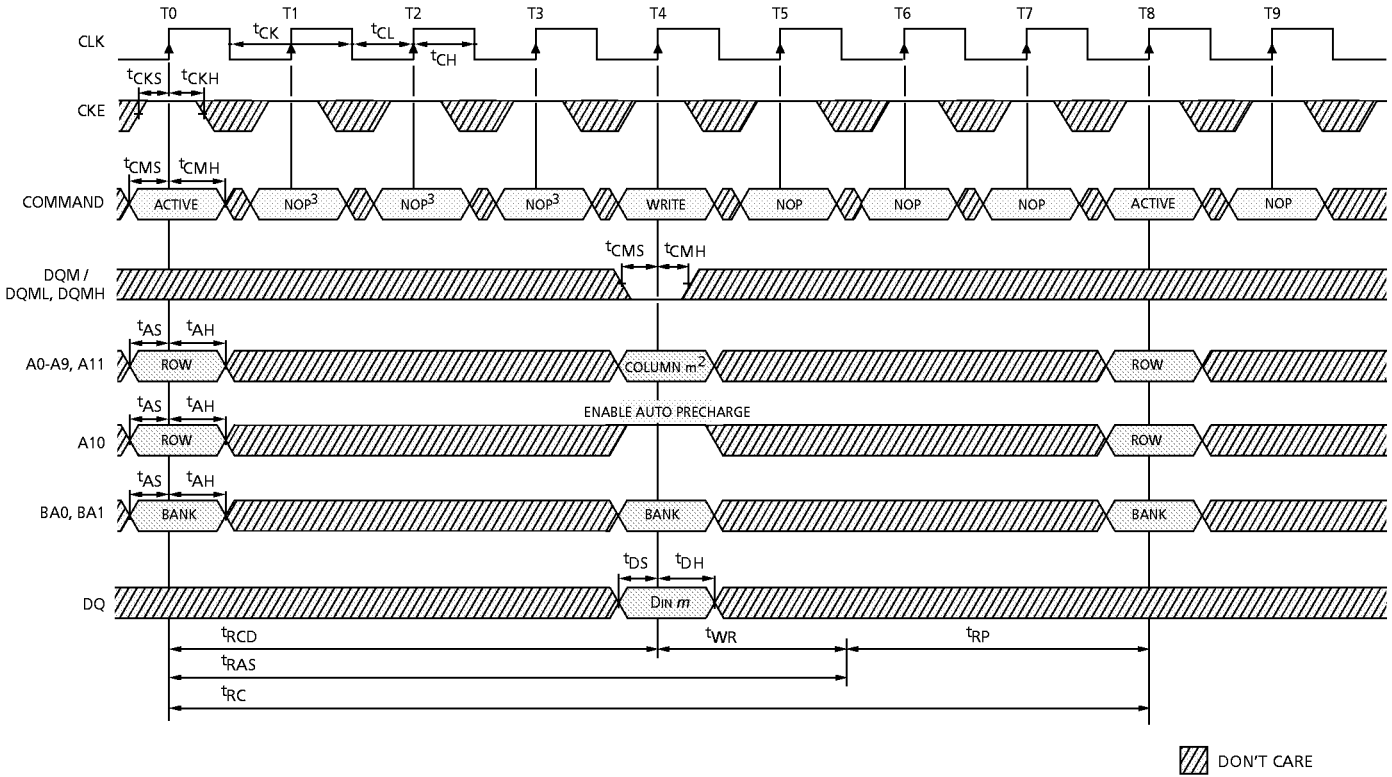 T0 T1 T2 T3 T4 T5 T6 T7 T8 T9
CLK tCK tCL tCH
tCKS tCKH
CKE
tCMS tCMH
COMMAND ACTIVE NOP3 NOP3 NOP3 WRITE NOP NOP NOP ACTIVE NOP
tCMS tCMH
DQM /
DQML, DQMH
tAS tAH
A0-A9, A11 ROW COLUMN m2 ROW
tAS tAH
ENABLE AUTO PRECHARGE
A10 ROW ROW
tAS tAH
BA0, BA1 BANK BANK BANK
tDS tDH
DQ DIN m
tRCD tWR tRP
tRAS
tRC
DON'T CARE